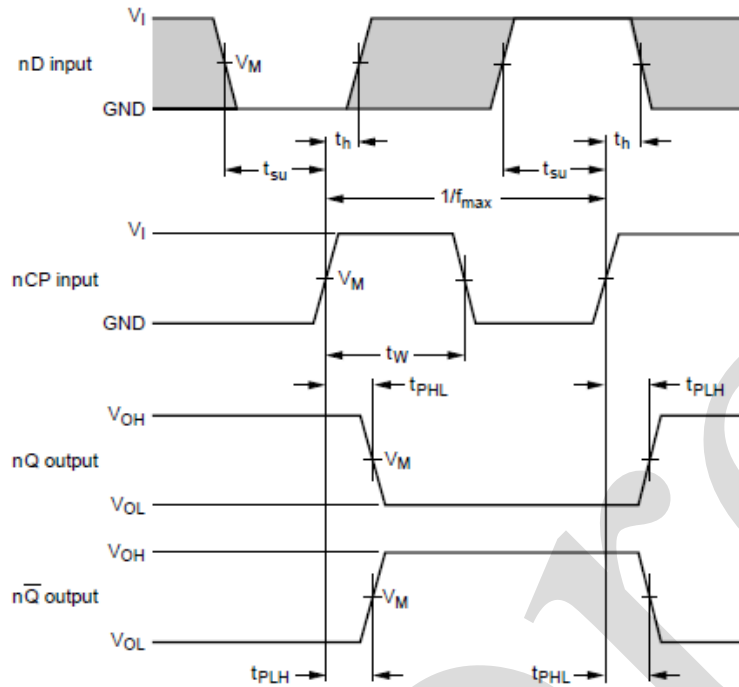 V_I
nD input
V_M
GND
t_h
t_h
t_su
t_su
1/f_max
V_I
nCP input
V_M
GND
t_W
t_PHL
t_PLH
V_OH
nQ output
V_M
V_OL
V_OH
nQ̅ output
V_M
V_OL
t_PLH
t_PHL